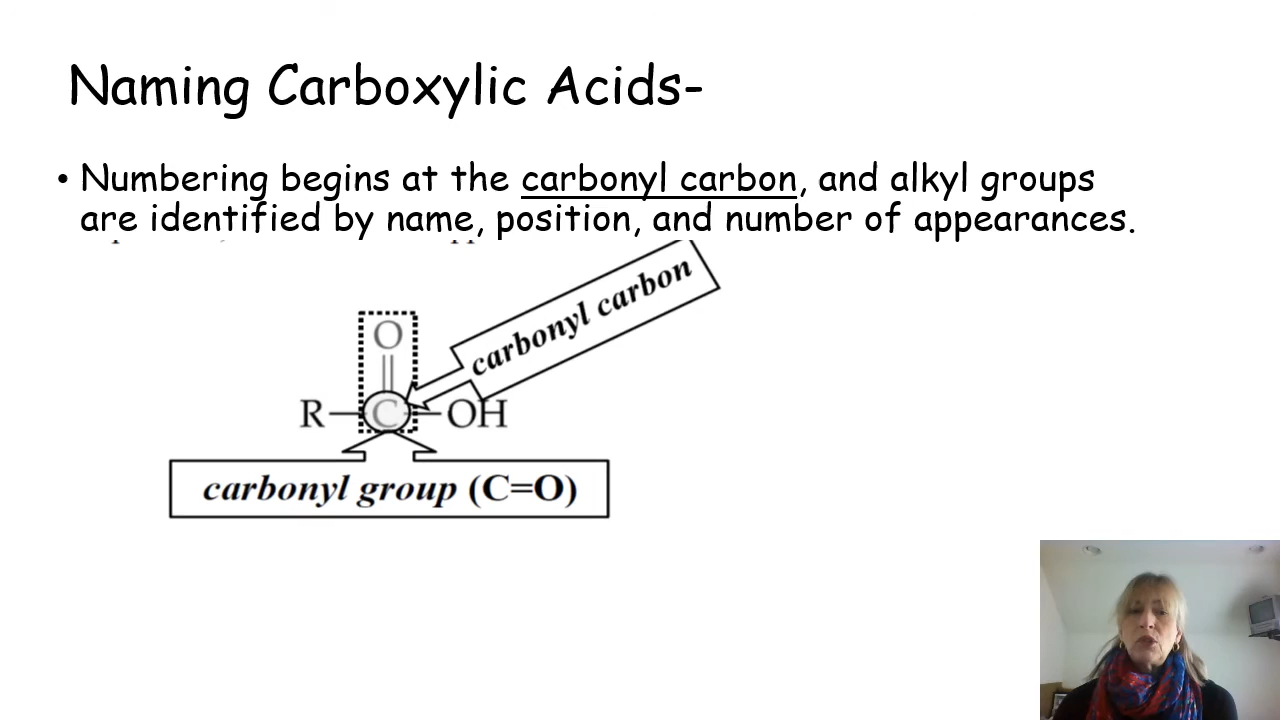 Naming Carboxylic Acids-
• Numbering begins at the carbonyl carbon, and alkyl groups
are identified by name, position, and number of appearances.
carbonyl carbon
O
R—C—OH
carbonyl group (C=O)